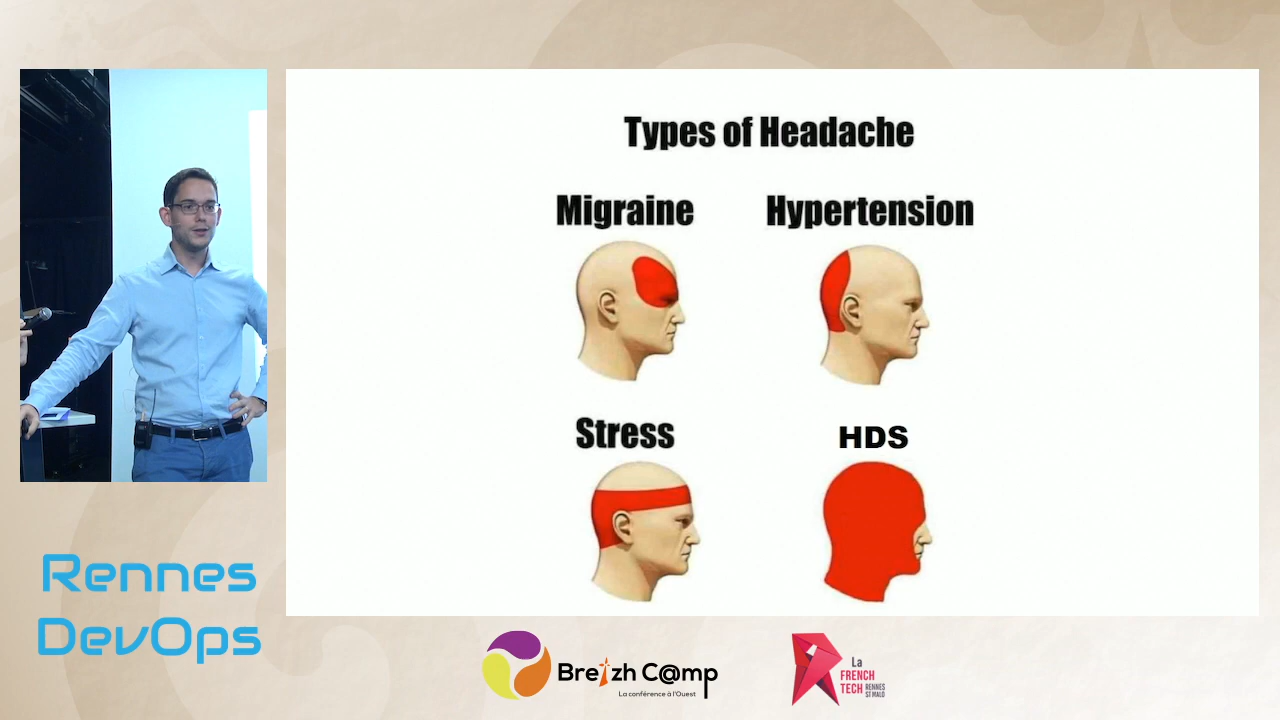 Types of Headache
Migraine
Hypertension
Stress
HDS
Rennes
DevOps
Breizh C@mp
La conférence à l'Ouest
La
FRENCH
TECH
RENNES
ST MALO